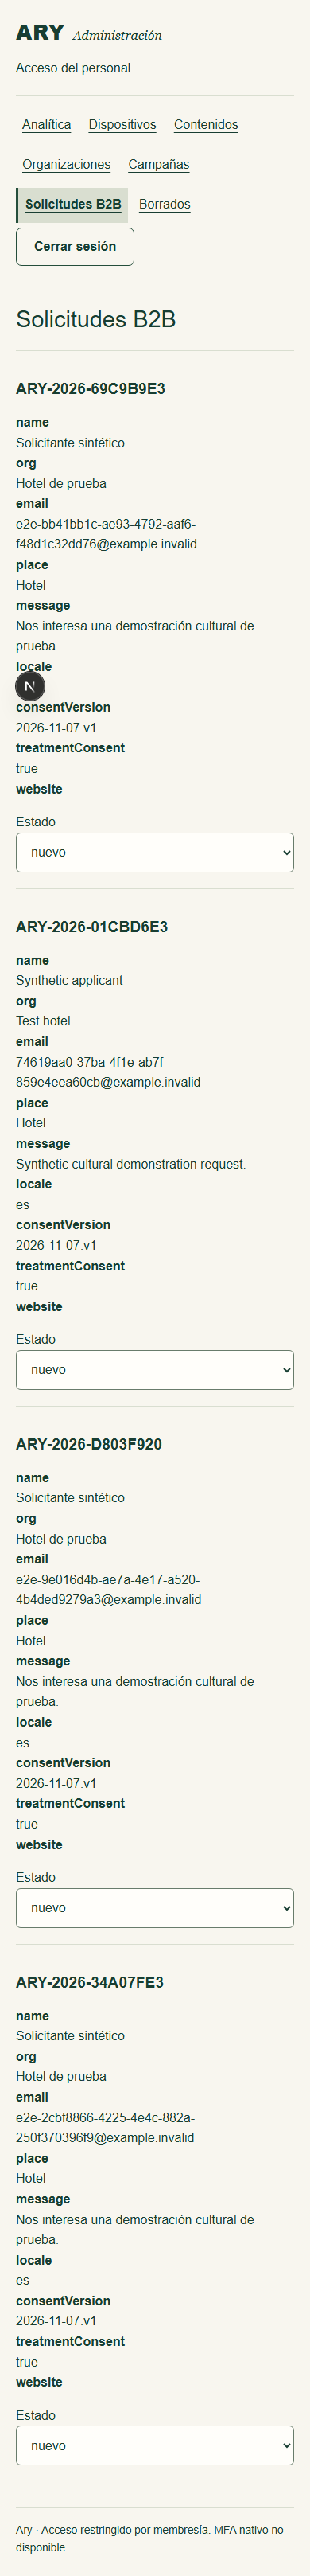 ARY Administración
Acceso del personal
Analítica Dispositivos Contenidos
Organizaciones Campañas
Solicitudes B2B Borrados
Cerrar sesión
Solicitudes B2B
ARY-2026-69C9B9E3
name
Solicitante sintético
org
Hotel de prueba
email
e2e-bb41bb1c-ae93-4792-aaf6-
f48d1c32dd76@example.invalid
place
Hotel
message
Nos interesa una demostración cultural de
prueba.
locale
N
consentVersion
2026-11-07.v1
treatmentConsent
true
website
Estado
nuevo
ARY-2026-01CBD6E3
name
Synthetic applicant
org
Test hotel
email
74619aa0-37ba-4f1e-ab7f-
859e4eea60cb@example.invalid
place
Hotel
message
Synthetic cultural demonstration request.
locale
es
consentVersion
2026-11-07.v1
treatmentConsent
true
website
Estado
nuevo
ARY-2026-D803F920
name
Solicitante sintético
org
Hotel de prueba
email
e2e-9e016d4b-ae7a-4e17-a520-
4b4ded9279a3@example.invalid
place
Hotel
message
Nos interesa una demostración cultural de
prueba.
locale
es
consentVersion
2026-11-07.v1
treatmentConsent
true
website
Estado
nuevo
ARY-2026-34A07FE3
name
Solicitante sintético
org
Hotel de prueba
email
e2e-2cbf8866-4225-4e4c-882a-
250f370396f9@example.invalid
place
Hotel
message
Nos interesa una demostración cultural de
prueba.
locale
es
consentVersion
2026-11-07.v1
treatmentConsent
true
website
Estado
nuevo
Ary · Acceso restringido por membresía. MFA nativo no
disponible.